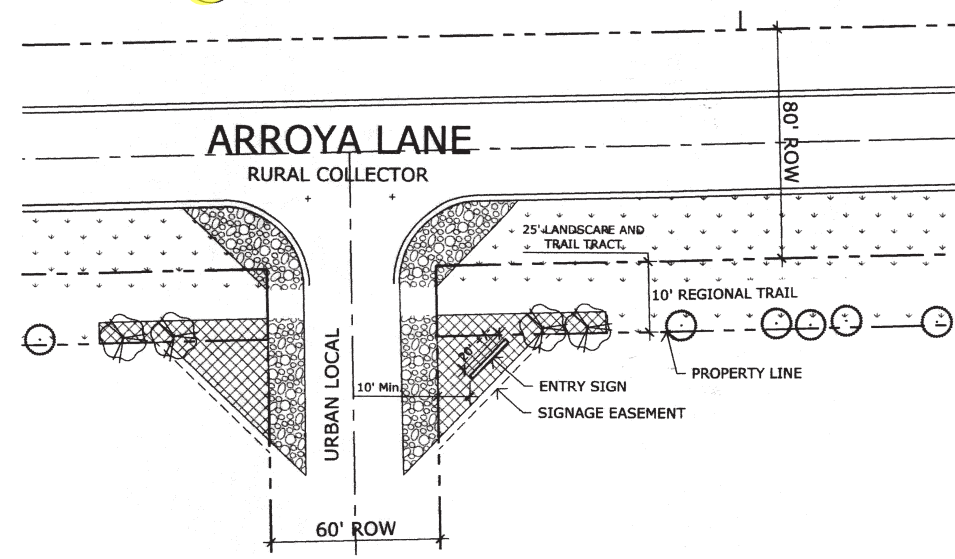 ARROYA LANE
RURAL COLLECTOR
80' ROW
25' LANDSCAPE AND
TRAIL TRACT
10' REGIONAL TRAIL
PROPERTY LINE
ENTRY SIGN
SIGNAGE EASEMENT
10' Min.
URBAN LOCAL
60' ROW